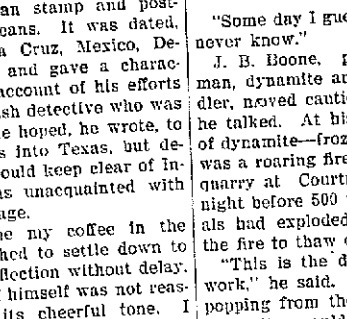 an stamp and post-
cans. It was dated,
a Cruz, Mexico, De-
and gave a charac-
account of his efforts
sh detective who was
e hoped, he wrote, to
s into Texas, but de-
ould keep clear of In-
as unacquainted with
age.
me my coffee in the
hed to settle down to
flection without delay.
himself was not reas-
its cheerful tone. I
"Some day I gue
never know."
J. B. Boone,
man, dynamite an
dler, moved cauti
he talked. At his
of dynamite—froz
was a roaring fire
quarry at Court
night before 500
als had exploded
the fire to thaw o
"This is the d
work," he said.
popping from the